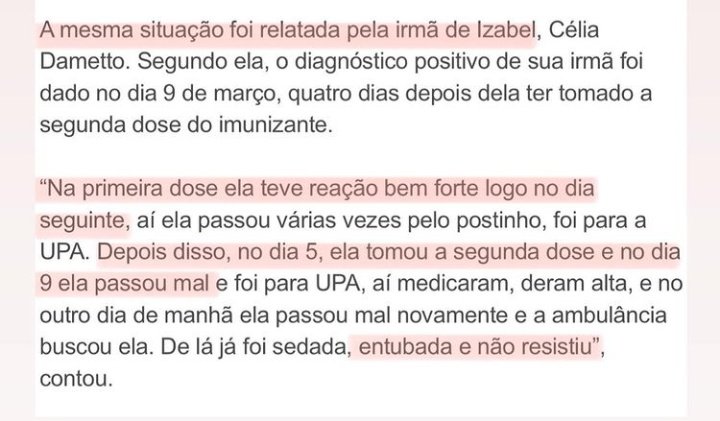 A mesma situação foi relatada pela irmã de Izabel, Célia
Dametto. Segundo ela, o diagnóstico positivo de sua irmã foi
dado no dia 9 de março, quatro dias depois dela ter tomado a
segunda dose do imunizante.
“Na primeira dose ela teve reação bem forte logo no dia
seguinte, aí ela passou várias vezes pelo postinho, foi para a
UPA. Depois disso, no dia 5, ela tomou a segunda dose e no dia
9 ela passou mal e foi para UPA, aí medicaram, deram alta, e no
outro dia de manhã ela passou mal novamente e a ambulância
buscou ela. De lá já foi sedada, entubada e não resistiu”,
contou.